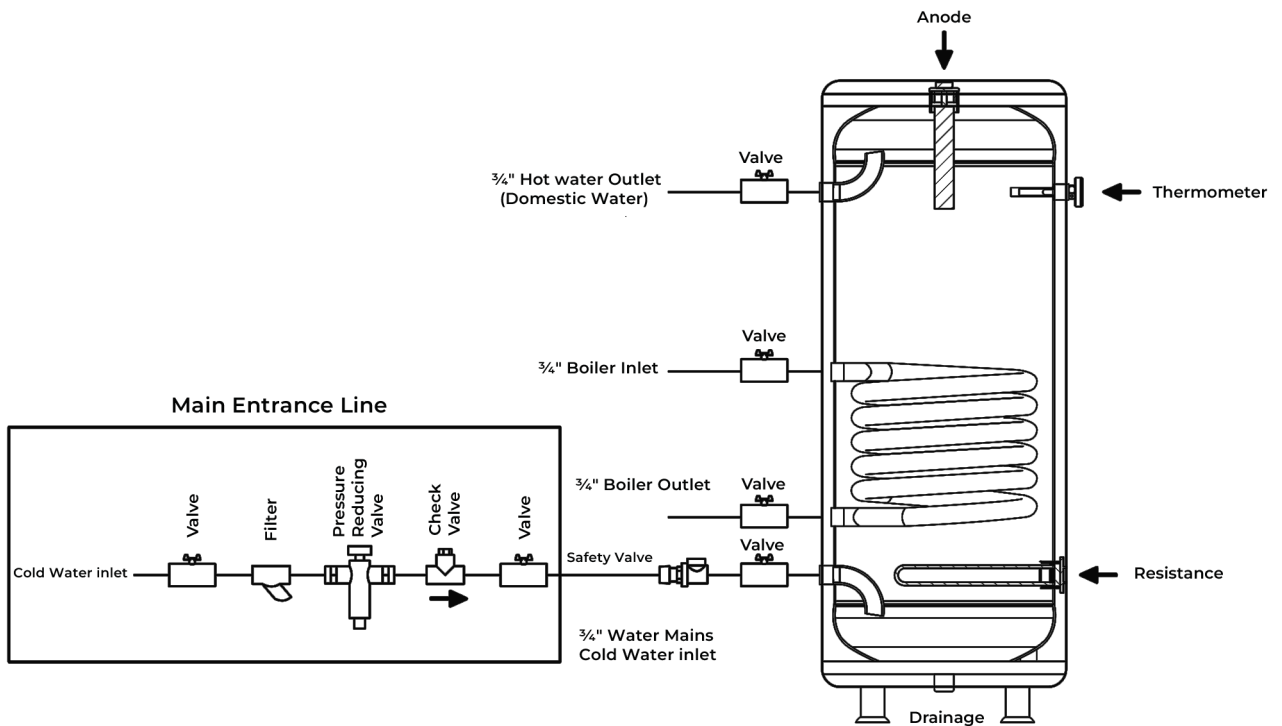 Anode
Valve
¾" Hot water Outlet
(Domestic Water)
Thermometer
Valve
¾" Boiler Inlet
Main Entrance Line
Valve
Filter
Pressure
Reducing
Valve
Check
Valve
Valve
¾" Boiler Outlet
Valve
Cold Water inlet
Safety Valve
Valve
Resistance
¾" Water Mains
Cold Water inlet
Drainage